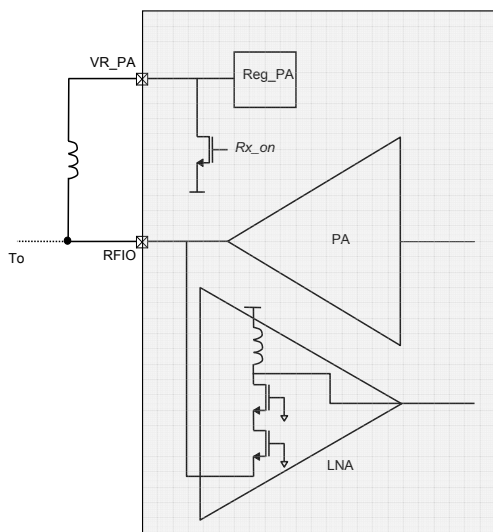 VR_PA
Reg_PA
Rx_on
PA
To
RFIO
LNA